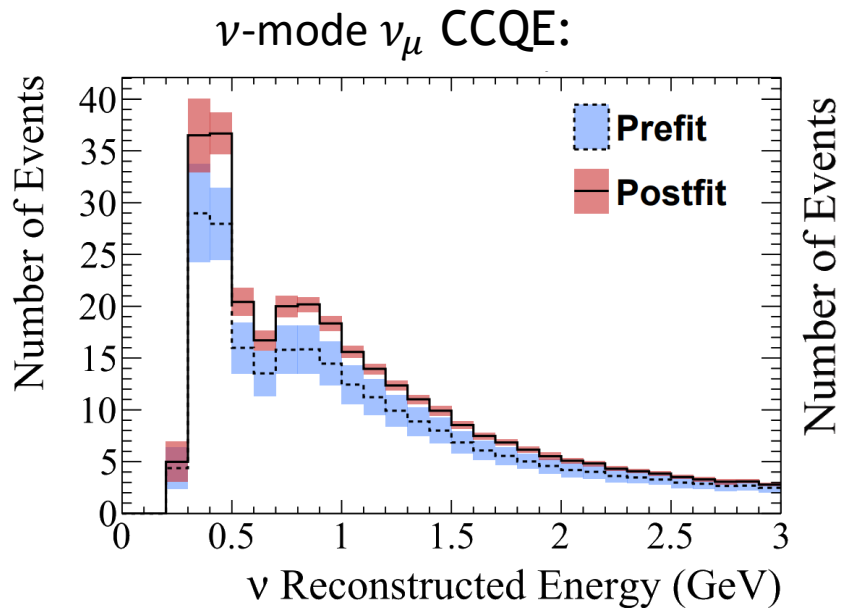 ν-mode ν_μ CCQE:
Number of Events
40
35
30
25
20
15
10
5
0
Prefit
Postfit
Number of Events
0 0.5 1 1.5 2 2.5 3
ν Reconstructed Energy (GeV)